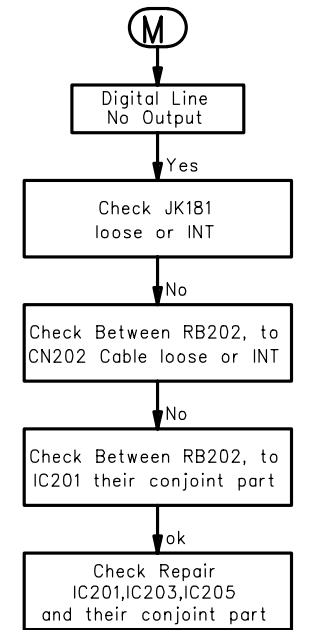 M
Digital Line
No Output
Yes
Check JK181
loose or INT
No
Check Between RB202, to
CN202 Cable loose or INT
No
Check Between RB202, to
IC201 their conjoint part
ok
Check Repair
IC201,IC203,IC205
and their conjoint part